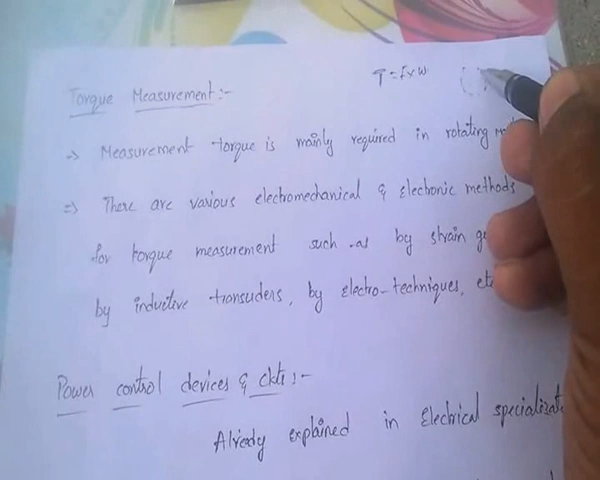 T = F x W
Torque Measurement :-
⇒ Measurement torque is mainly required in rotating
⇒ There are various electromechanical & electronic methods
for torque measurement such as by strain
by inductive transuders, by electro-techniques, etc
Power control devices & ckts :-
Already explained in Electrical